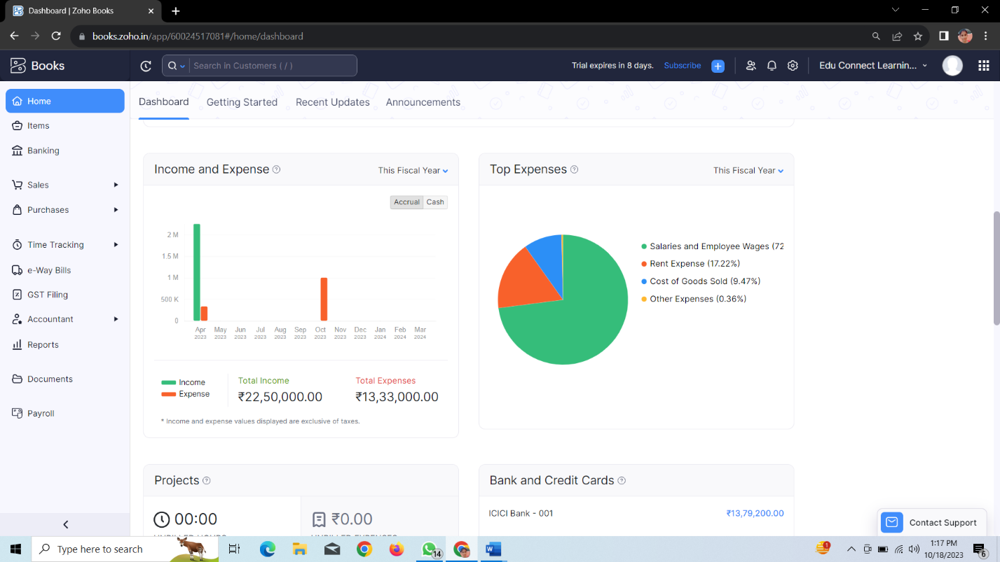 Dashboard | Zoho Books
books.zoho.in/app/60024517081#/home/dashboard
Books
Search in Customers ( / )
Trial expires in 8 days. Subscribe
Edu Connect Learnin...
Home
Items
Banking
Sales
Purchases
Time Tracking
e-Way Bills
GST Filing
Accountant
Reports
Documents
Payroll
Dashboard Getting Started Recent Updates Announcements
Income and Expense This Fiscal Year
Accrual Cash
2 M
1.5 M
1 M
500 K
0
Apr May Jun Jul Aug Sep Oct Nov Dec Jan Feb Mar
2023 2023 2023 2023 2023 2023 2023 2023 2023 2024 2024 2024
Income
Expense
Total Income
₹22,50,000.00
Total Expenses
₹13,33,000.00
* Income and expense values displayed are exclusive of taxes.
Top Expenses This Fiscal Year
Salaries and Employee Wages (72
Rent Expense (17.22%)
Cost of Goods Sold (9.47%)
Other Expenses (0.36%)
Projects
00:00
₹0.00
UNBILLED HOURS
UNBILLED EXPENSES
Bank and Credit Cards
ICICI Bank - 001 ₹13,79,200.00
Contact Support
Type here to search
14
W
1
1:17 PM
10/18/2023
6